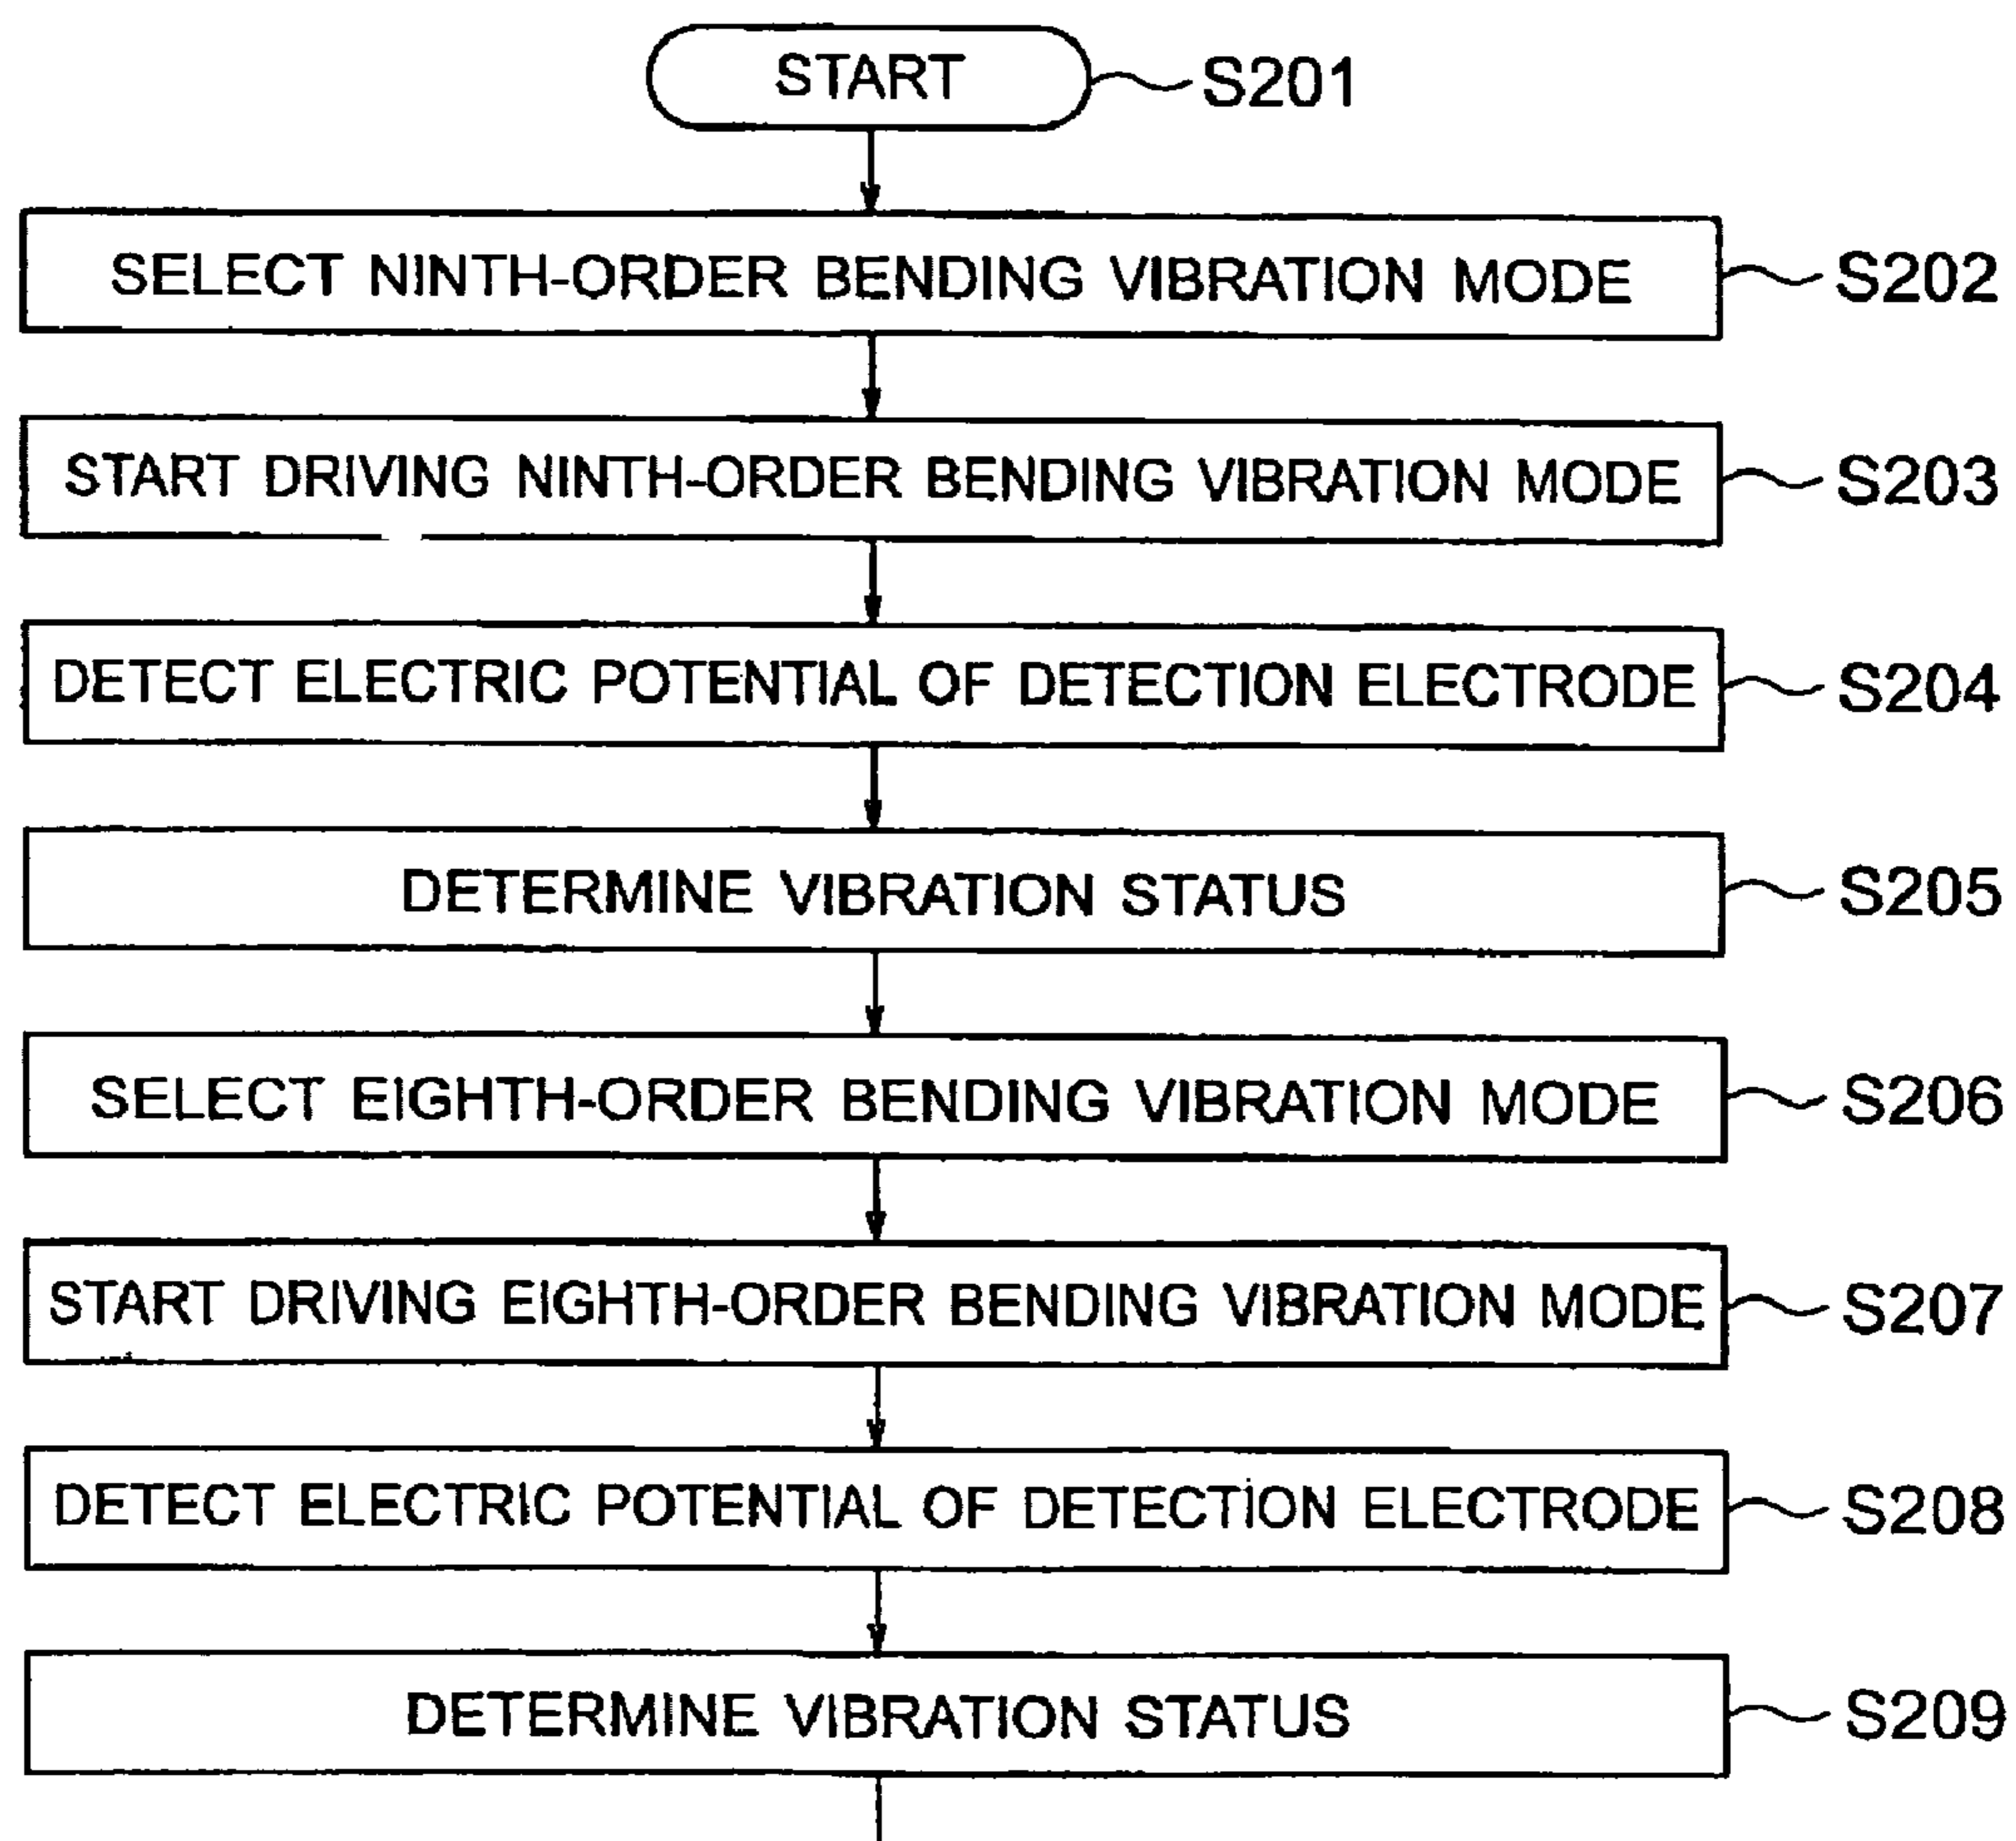 START S201
SELECT NINTH-ORDER BENDING VIBRATION MODE S202
START DRIVING NINTH-ORDER BENDING VIBRATION MODE S203
DETECT ELECTRIC POTENTIAL OF DETECTION ELECTRODE S204
DETERMINE VIBRATION STATUS S205
SELECT EIGHTH-ORDER BENDING VIBRATION MODE S206
START DRIVING EIGHTH-ORDER BENDING VIBRATION MODE S207
DETECT ELECTRIC POTENTIAL OF DETECTION ELECTRODE S208
DETERMINE VIBRATION STATUS S209